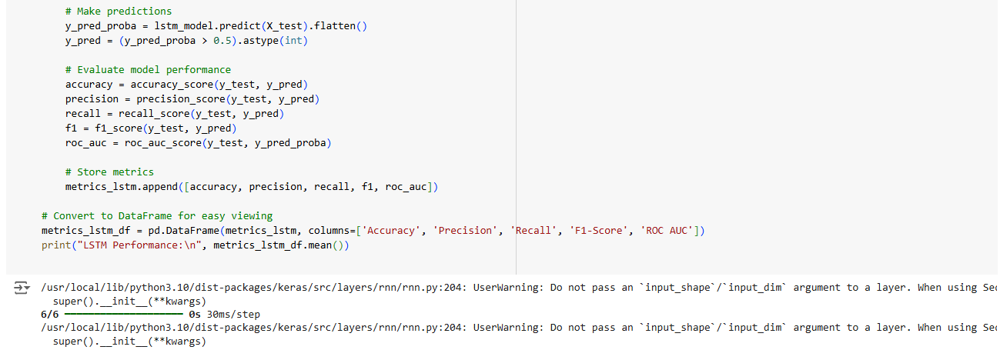 # Make predictions
y_pred_proba = lstm_model.predict(X_test).flatten()
y_pred = (y_pred_proba > 0.5).astype(int)
# Evaluate model performance
accuracy = accuracy_score(y_test, y_pred)
precision = precision_score(y_test, y_pred)
recall = recall_score(y_test, y_pred)
f1 = f1_score(y_test, y_pred)
roc_auc = roc_auc_score(y_test, y_pred_proba)
# Store metrics
metrics_lstm.append([accuracy, precision, recall, f1, roc_auc])
# Convert to DataFrame for easy viewing
metrics_lstm_df = pd.DataFrame(metrics_lstm, columns=['Accuracy', 'Precision', 'Recall', 'F1-Score', 'ROC AUC'])
print("LSTM Performance:\n", metrics_lstm_df.mean())
/usr/local/lib/python3.10/dist-packages/keras/src/layers/rnn/rnn.py:204: UserWarning: Do not pass an `input_shape`/`input_dim` argument to a layer. When using Sec
super().__init__(**kwargs)
6/6 ━━━━━━━━━━━━━━━━━━━━ 0s 30ms/step
/usr/local/lib/python3.10/dist-packages/keras/src/layers/rnn/rnn.py:204: UserWarning: Do not pass an `input_shape`/`input_dim` argument to a layer. When using Sec
super().__init__(**kwargs)